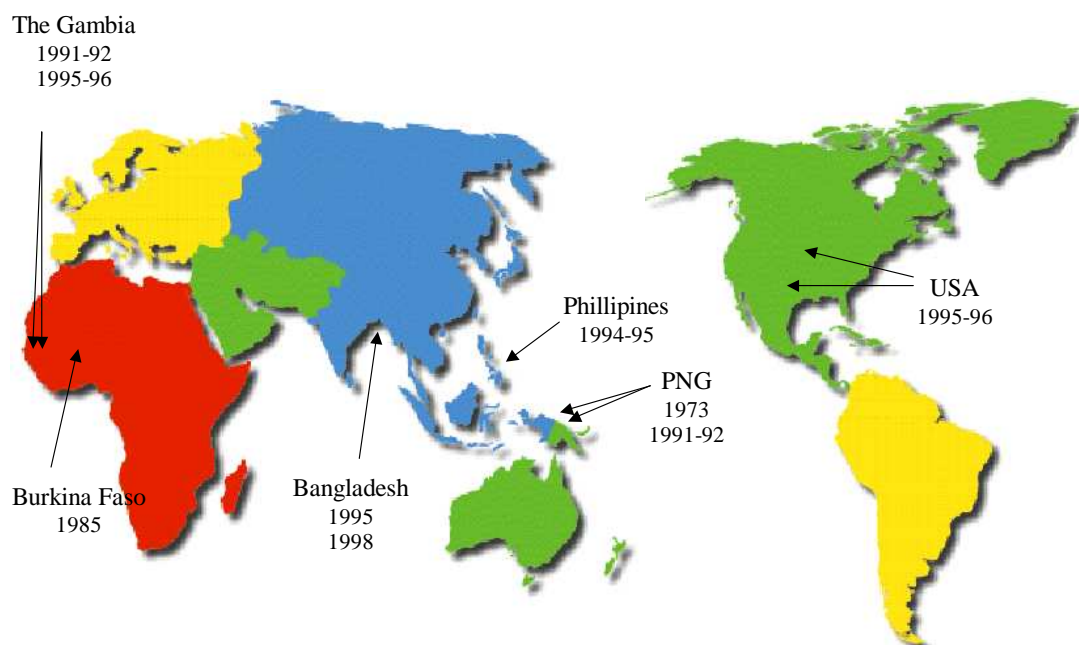 The Gambia
1991-92
1995-96
Phillipines
1994-95
USA
1995-96
PNG
1973
1991-92
Burkina Faso
1985
Bangladesh
1995
1998